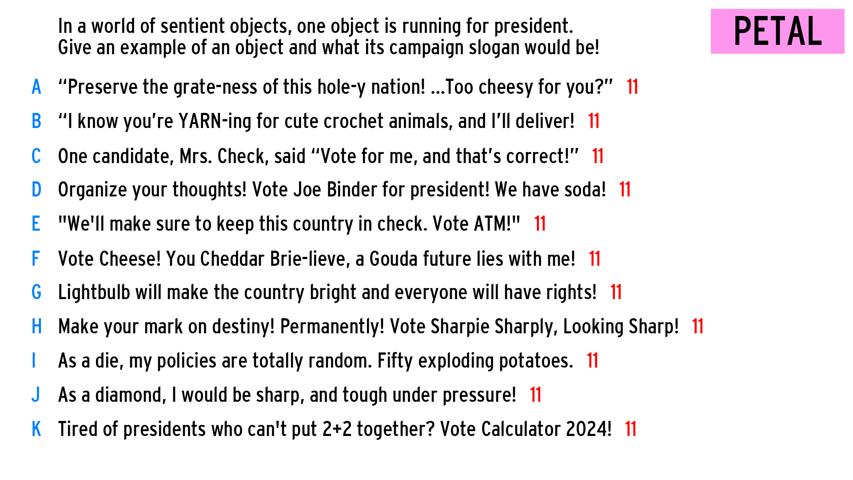 In a world of sentient objects, one object is running for president.
Give an example of an object and what its campaign slogan would be!
PETAL
A “Preserve the grate-ness of this hole-y nation! ...Too cheesy for you?” 11
B “I know you’re YARN-ing for cute crochet animals, and I’ll deliver! 11
C One candidate, Mrs. Check, said “Vote for me, and that’s correct!” 11
D Organize your thoughts! Vote Joe Binder for president! We have soda! 11
E "We'll make sure to keep this country in check. Vote ATM!" 11
F Vote Cheese! You Cheddar Brie-lieve, a Gouda future lies with me! 11
G Lightbulb will make the country bright and everyone will have rights! 11
H Make your mark on destiny! Permanently! Vote Sharpie Sharply, Looking Sharp! 11
I As a die, my policies are totally random. Fifty exploding potatoes. 11
J As a diamond, I would be sharp, and tough under pressure! 11
K Tired of presidents who can't put 2+2 together? Vote Calculator 2024! 11